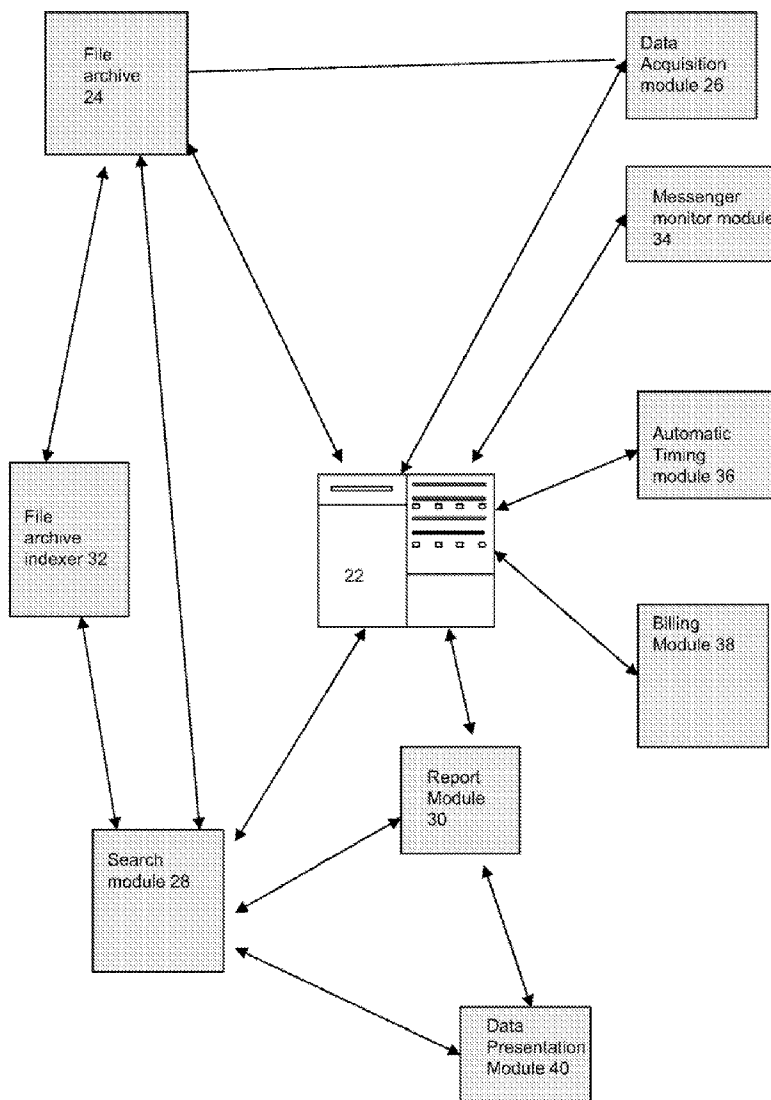 File
archive
24
Data
Acquisition
module 26
Messenger
monitor module
34
Automatic
Timing
module 36
File
archive
indexer 32
22
Billing
Module 38
Report
Module
30
Search
module 28
Data
Presentation
Module 40